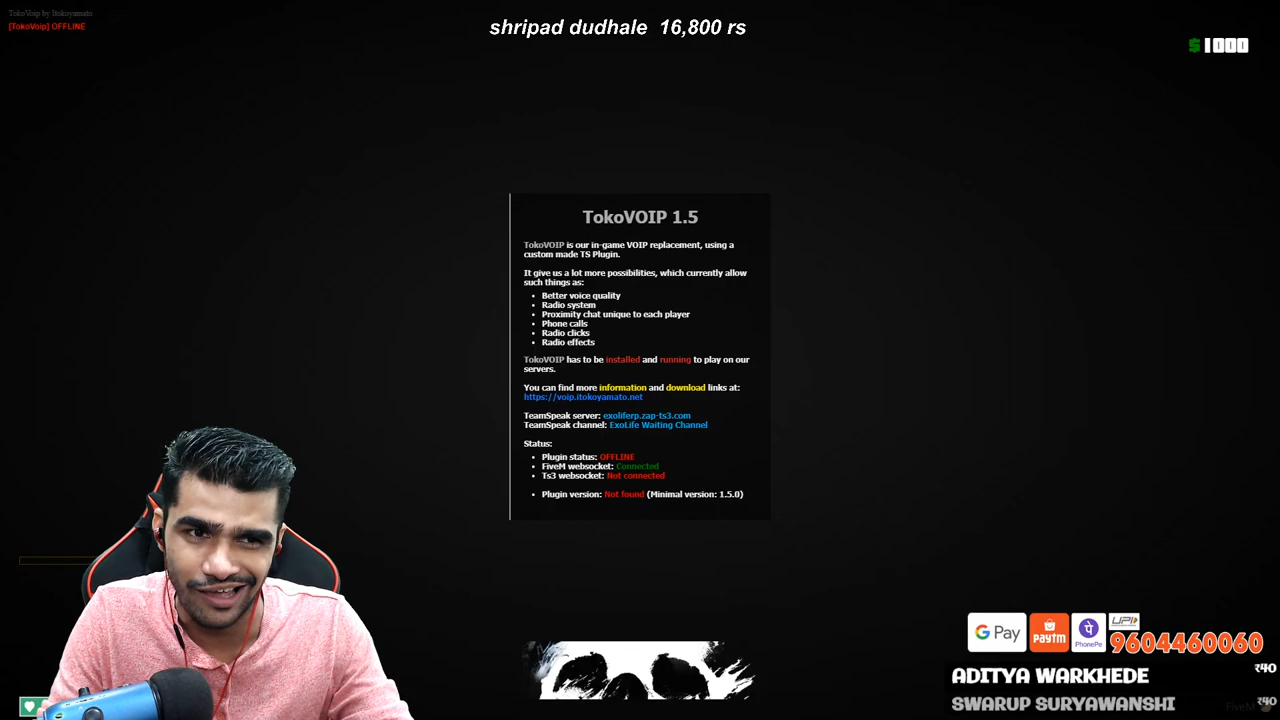 TokoVoip by Itokoyamato
[TokoVoip] OFFLINE
shripad dudhale 16,800 rs
$ 1000
TokoVOIP 1.5
TokoVOIP is our in-game VOIP replacement, using a
custom made TS Plugin.
It give us a lot more possibilities, which currently allow
such things as:
• Better voice quality
• Radio system
• Proximity chat unique to each player
• Phone calls
• Radio clicks
• Radio effects
TokoVOIP has to be installed and running to play on our
servers.
You can find more information and download links at:
https://voip.itokoyamato.net
TeamSpeak server: exoliferp.zap-ts3.com
TeamSpeak channel: ExoLife Waiting Channel
Status:
• Plugin status: OFFLINE
• FiveM websocket: Connected
• Ts3 websocket: Not connected
• Plugin version: Not found (Minimal version: 1.5.0)
G Pay
Paytm
PhonePe
UPI
9604460060
ADITYA WARKHEDE ₹40
SWARUP SURYAWANSHI ₹40
FiveM